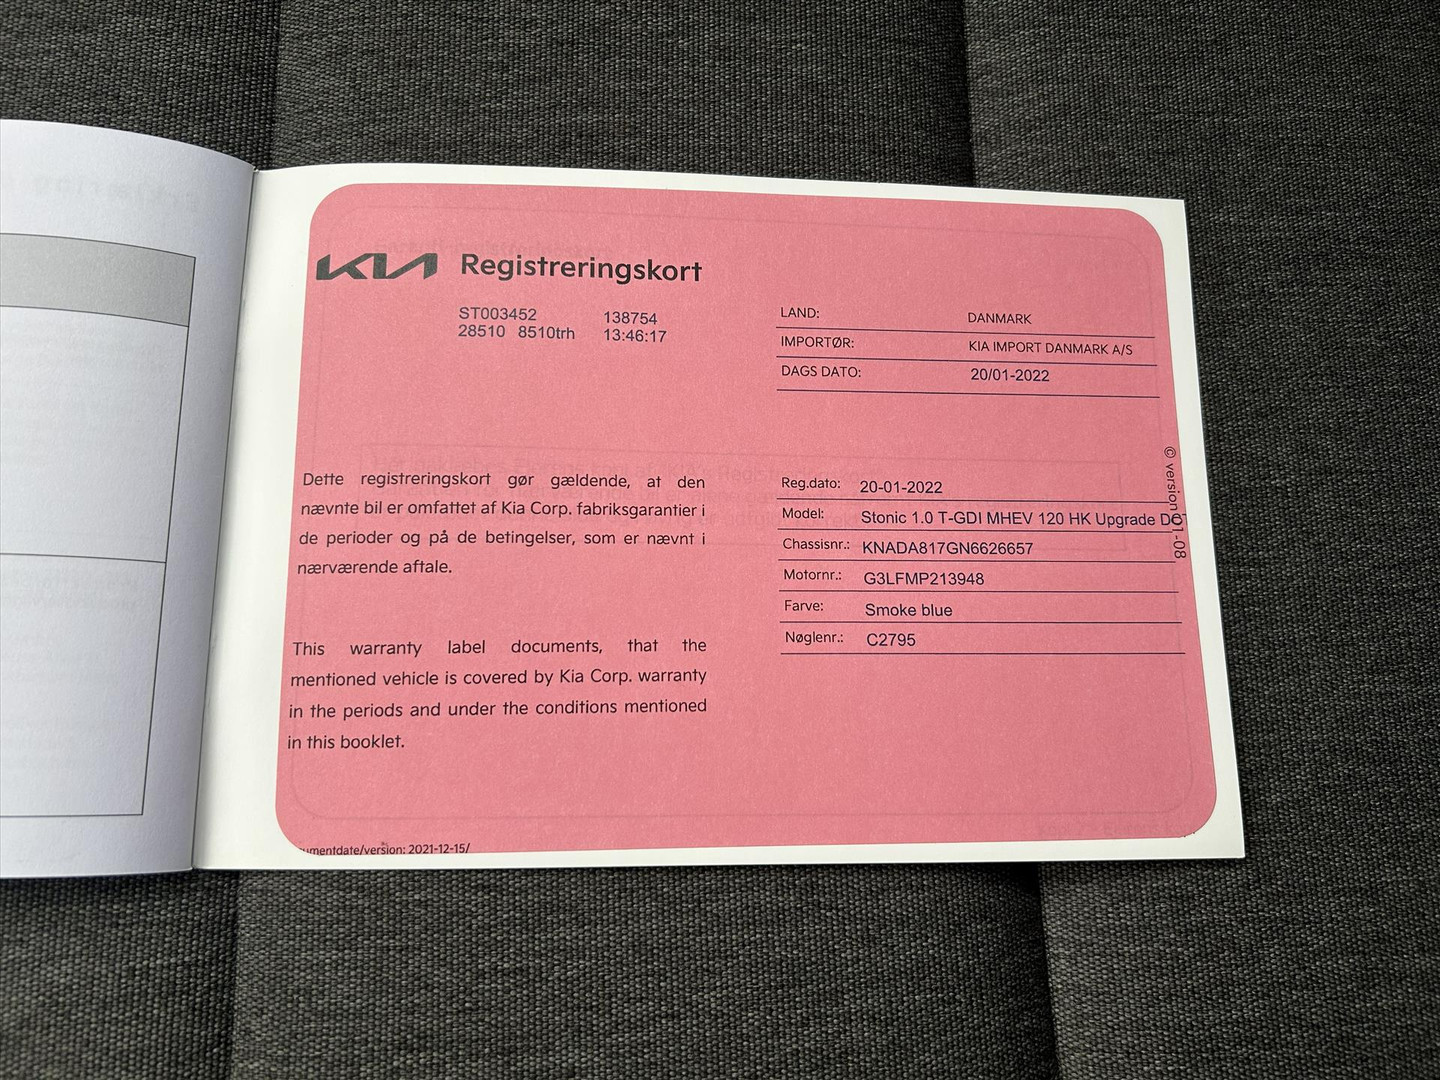 KIA Registreringskort
ST003452 138754
28510 8510trh 13:46:17
LAND: DANMARK
IMPORTØR: KIA IMPORT DANMARK A/S
DAGS DATO: 20/01-2022
Dette registreringskort gør gældende, at den
nævnte bil er omfattet af Kia Corp. fabriksgarantier i
de perioder og på de betingelser, som er nævnt i
nærværende aftale.
This warranty label documents, that the
mentioned vehicle is covered by Kia Corp. warranty
in the periods and under the conditions mentioned
in this booklet.
Reg.dato: 20-01-2022
Model: Stonic 1.0 T-GDI MHEV 120 HK Upgrade DCT
Chassisnr.: KNADA817GN6626657
Motornr.: G3LFMP213948
Farve: Smoke blue
Nøglenr.: C2795
© version 01-08
umentdate/version: 2021-12-15/